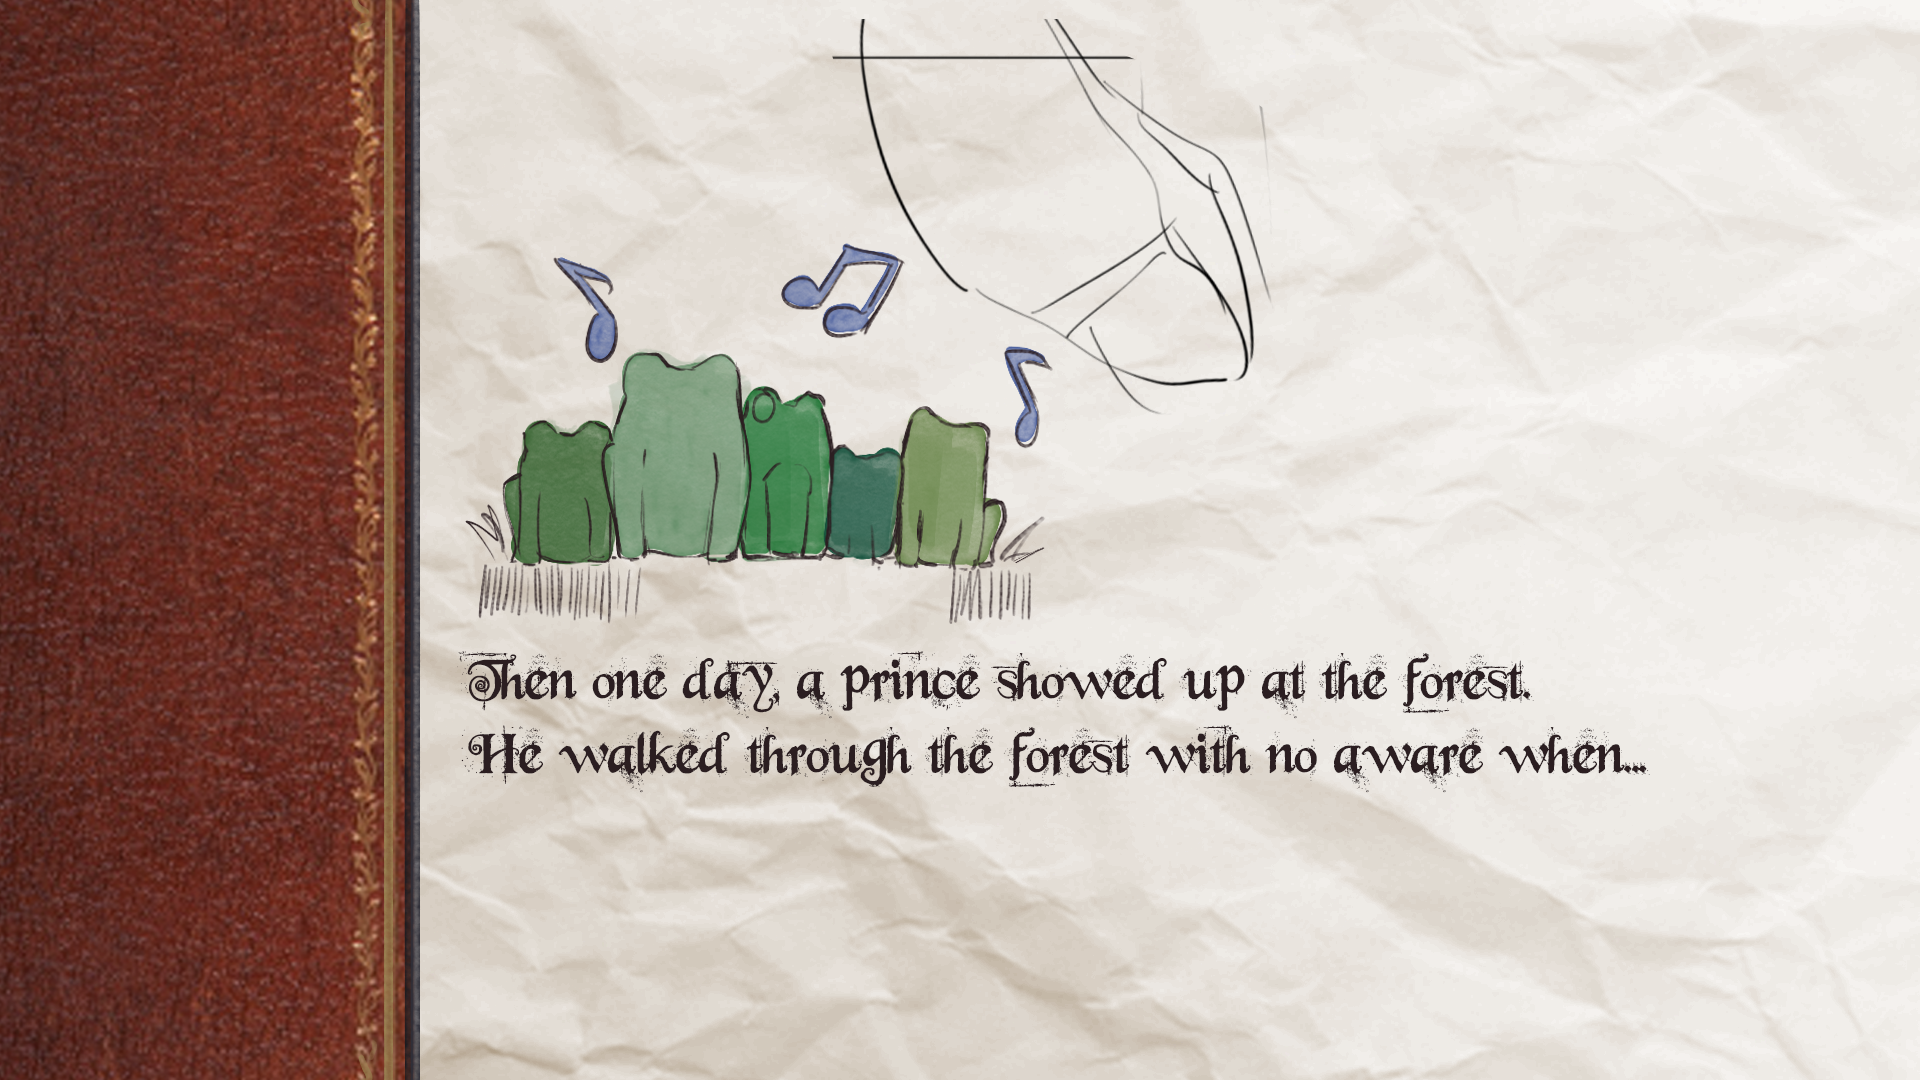 Then one day, a prince showed up at the forest.
He walked through the forest with no aware when...